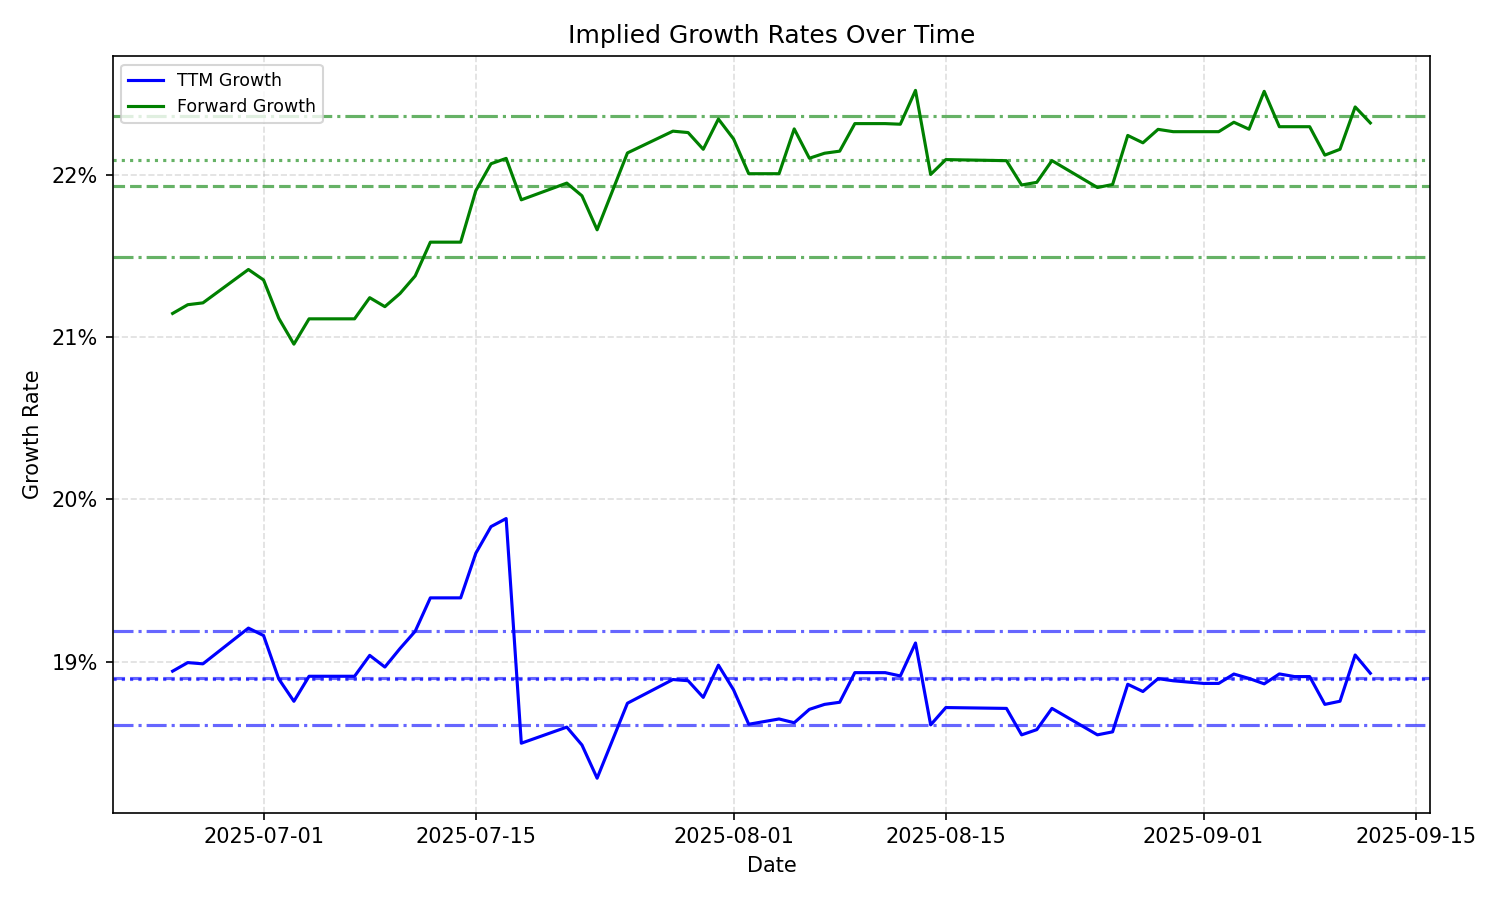 Implied Growth Rates Over Time
TTM Growth
Forward Growth
22%
21%
20%
19%
Growth Rate
2025-07-01
2025-07-15
2025-08-01
2025-08-15
2025-09-01
2025-09-15
Date